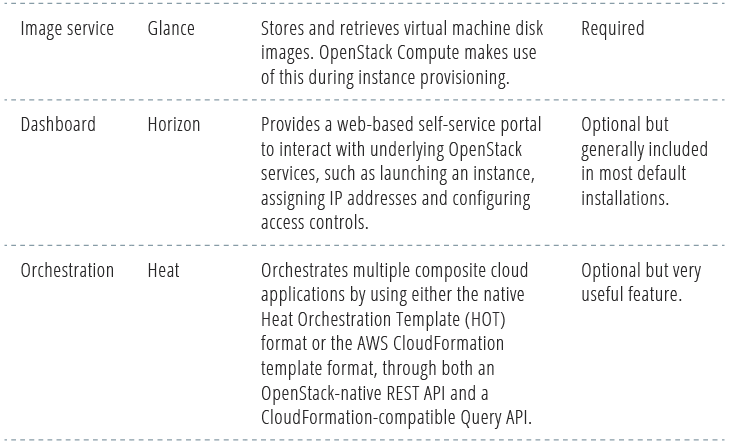 Image service
Glance
Stores and retrieves virtual machine disk
images. OpenStack Compute makes use
of this during instance provisioning.
Required
Dashboard
Horizon
Provides a web-based self-service portal
to interact with underlying OpenStack
services, such as launching an instance,
assigning IP addresses and configuring
access controls.
Optional but
generally included
in most default
installations.
Orchestration
Heat
Orchestrates multiple composite cloud
applications by using either the native
Heat Orchestration Template (HOT)
format or the AWS CloudFormation
template format, through both an
OpenStack-native REST API and a
CloudFormation-compatible Query API.
Optional but very
useful feature.